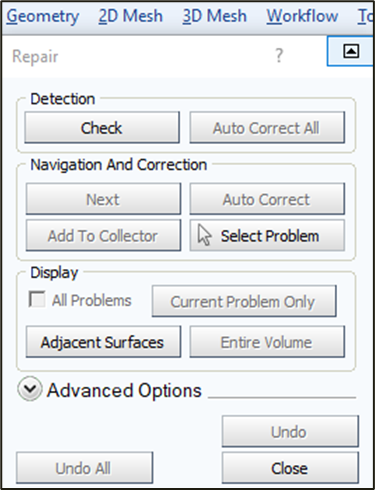 Geometry 2D Mesh 3D Mesh Workflow
Repair ?
Detection
Check Auto Correct All
Navigation And Correction
Next Auto Correct
Add To Collector Select Problem
Display
All Problems Current Problem Only
Adjacent Surfaces Entire Volume
Advanced Options
Undo
Undo All Close